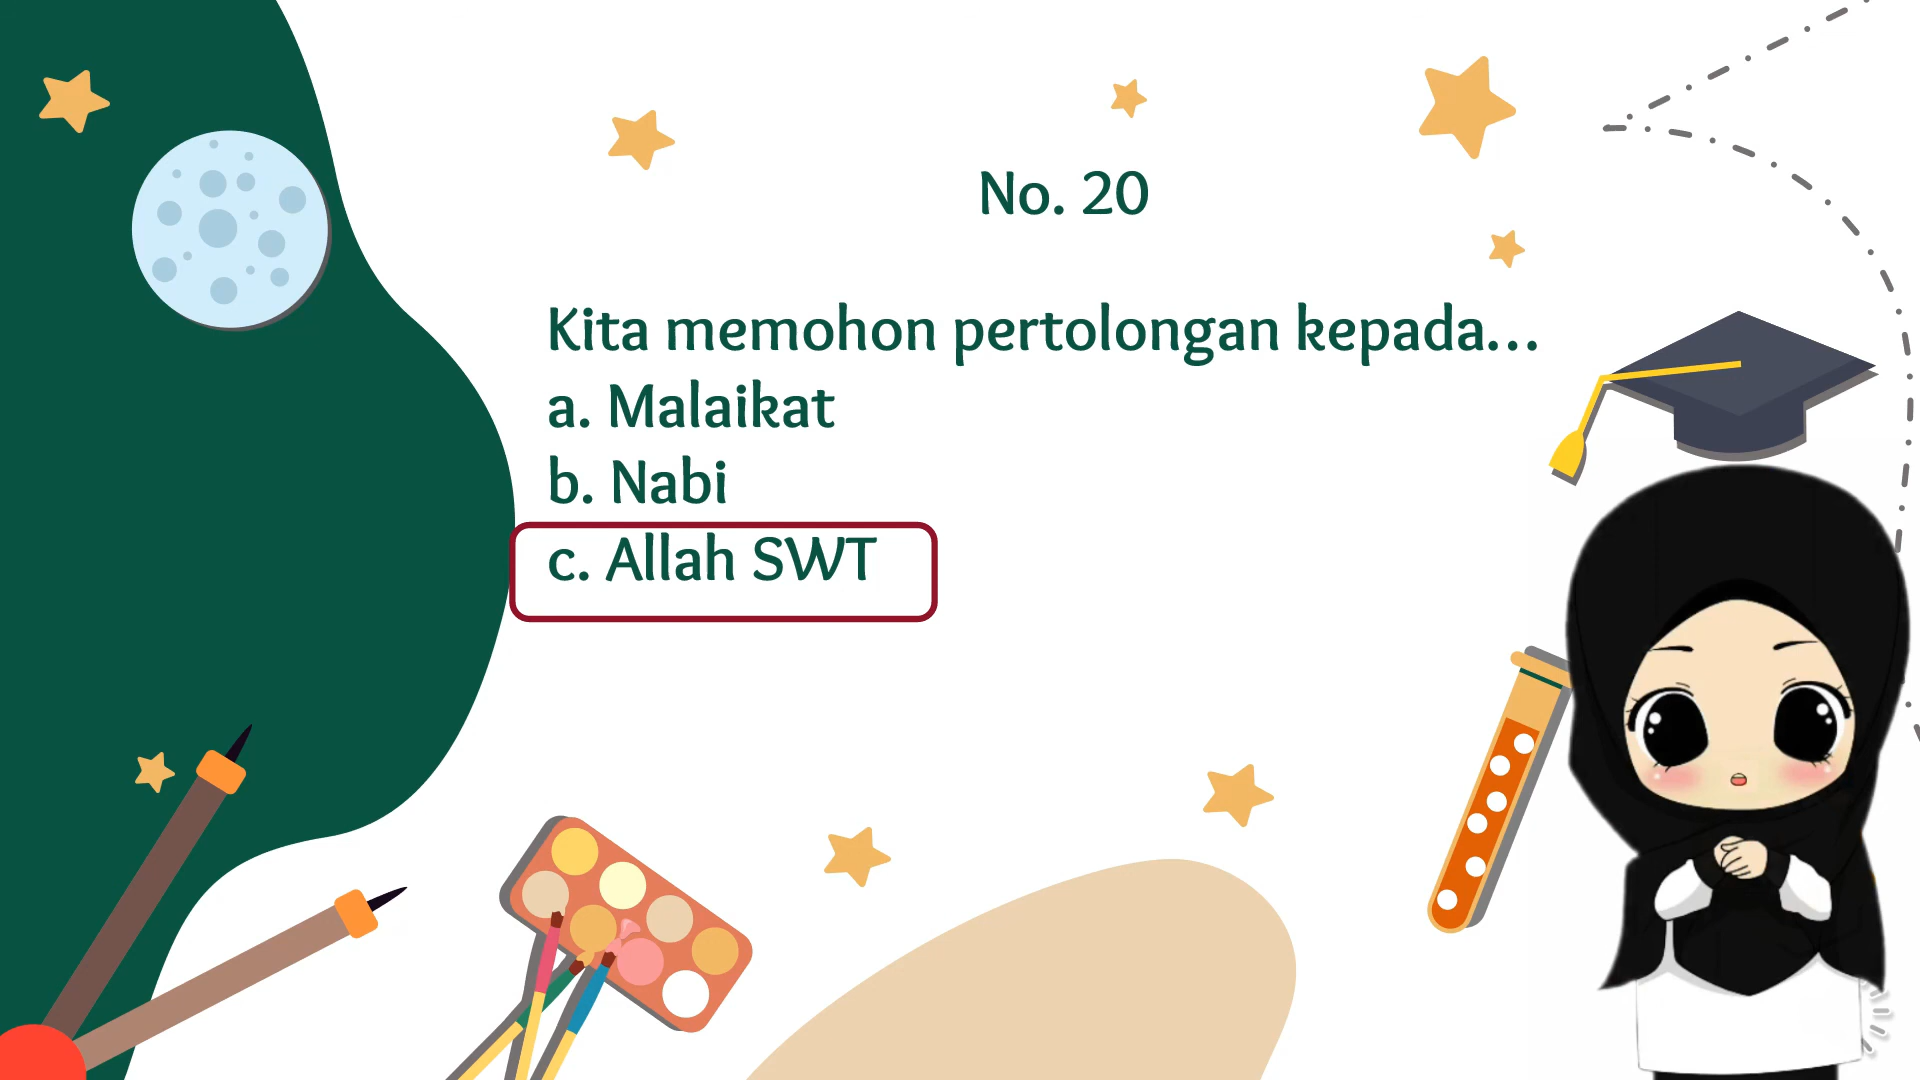 No. 20
Kita memohon pertolongan kepada...
a. Malaikat
b. Nabi
c. Allah SWT